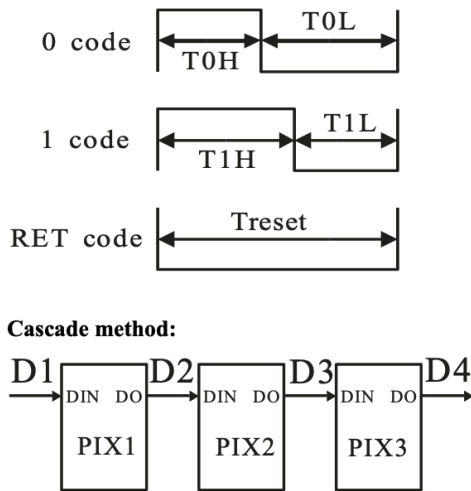 0 code
T0H
T0L
1 code
T1H
T1L
RET code
Treset
Cascade method:
D1 D2 D3 D4
DIN DO DIN DO DIN DO
PIX1 PIX2 PIX3